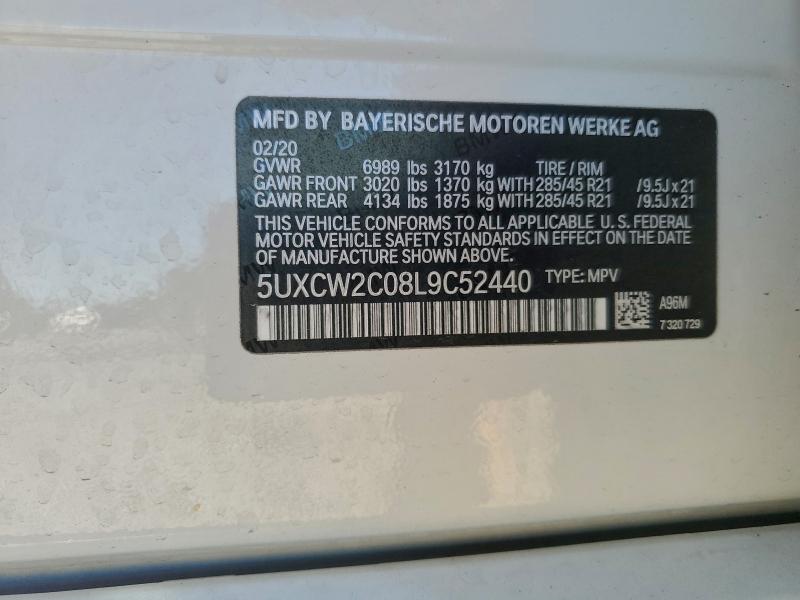 MFD BY BAYERISCHE MOTOREN WERKE AG
02/20
GVWR 6989 lbs 3170 kg TIRE / RIM
GAWR FRONT 3020 lbs 1370 kg WITH 285/45 R21 /9.5J x 21
GAWR REAR 4134 lbs 1875 kg WITH 285/45 R21 /9.5J x 21
THIS VEHICLE CONFORMS TO ALL APPLICABLE U. S. FEDERAL
MOTOR VEHICLE SAFETY STANDARDS IN EFFECT ON THE DATE
OF MANUFACTURE SHOWN ABOVE.
5UXCW2C08L9C52440 TYPE: MPV
A96M
7 320 729